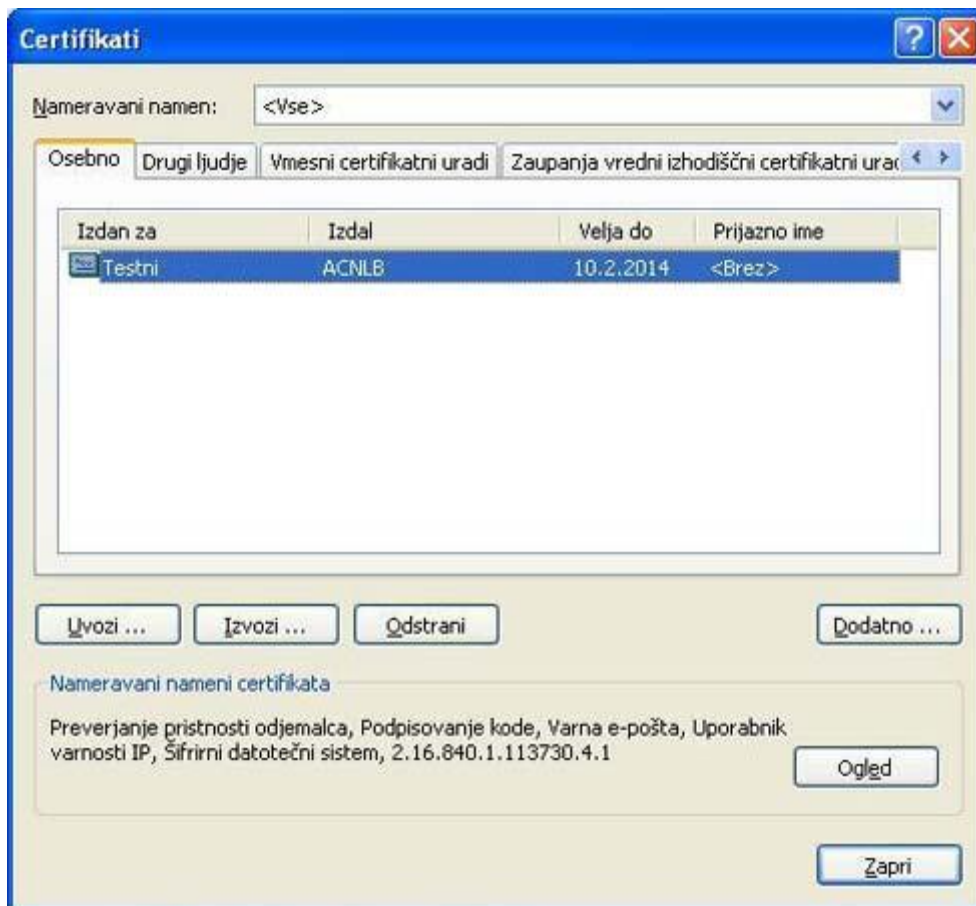 Certifikati
Nameravani namen: <Vse>
Osebno Drugi ljudje Vmesni certifikatni uradi Zaupanja vredni izhodiščni certifikatni urad
Izdan za Izdal Velja do Prijazno ime
Testni ACNLB 10.2.2014 <Brez>
Uvozi ... Izvozi ... Odstrani Dodatno ...
Nameravani nameni certifikata
Preverjanje pristnosti odjemalca, Podpisovanje kode, Varna e-pošta, Uporabnik
varnosti IP, Šifrirni datotečni sistem, 2.16.840.1.113730.4.1
Ogled
Zapri